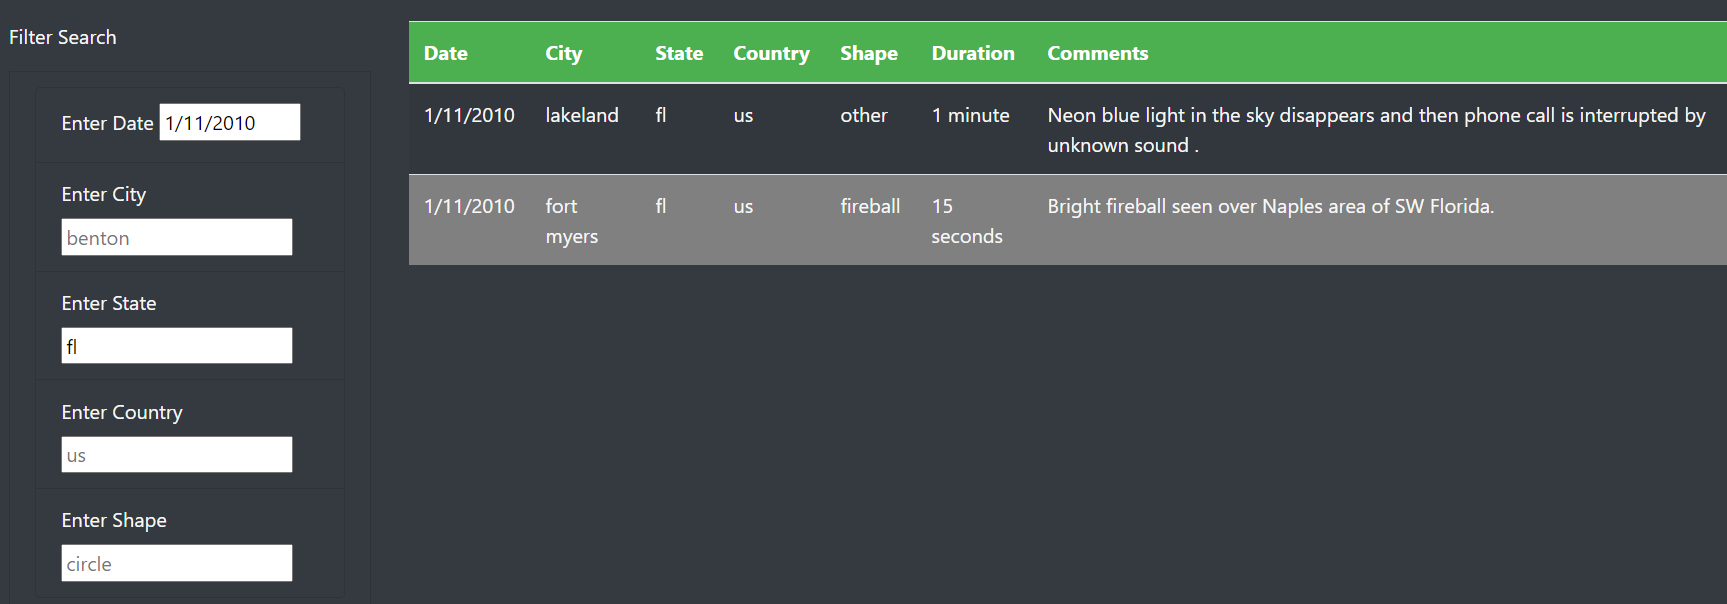 Filter Search
Enter Date 1/11/2010
Enter City
benton
Enter State
fl
Enter Country
us
Enter Shape
circle
Date City State Country Shape Duration Comments
1/11/2010 lakeland fl us other 1 minute Neon blue light in the sky disappears and then phone call is interrupted by
unknown sound .
1/11/2010 fort fl us fireball 15 Bright fireball seen over Naples area of SW Florida.
myers seconds